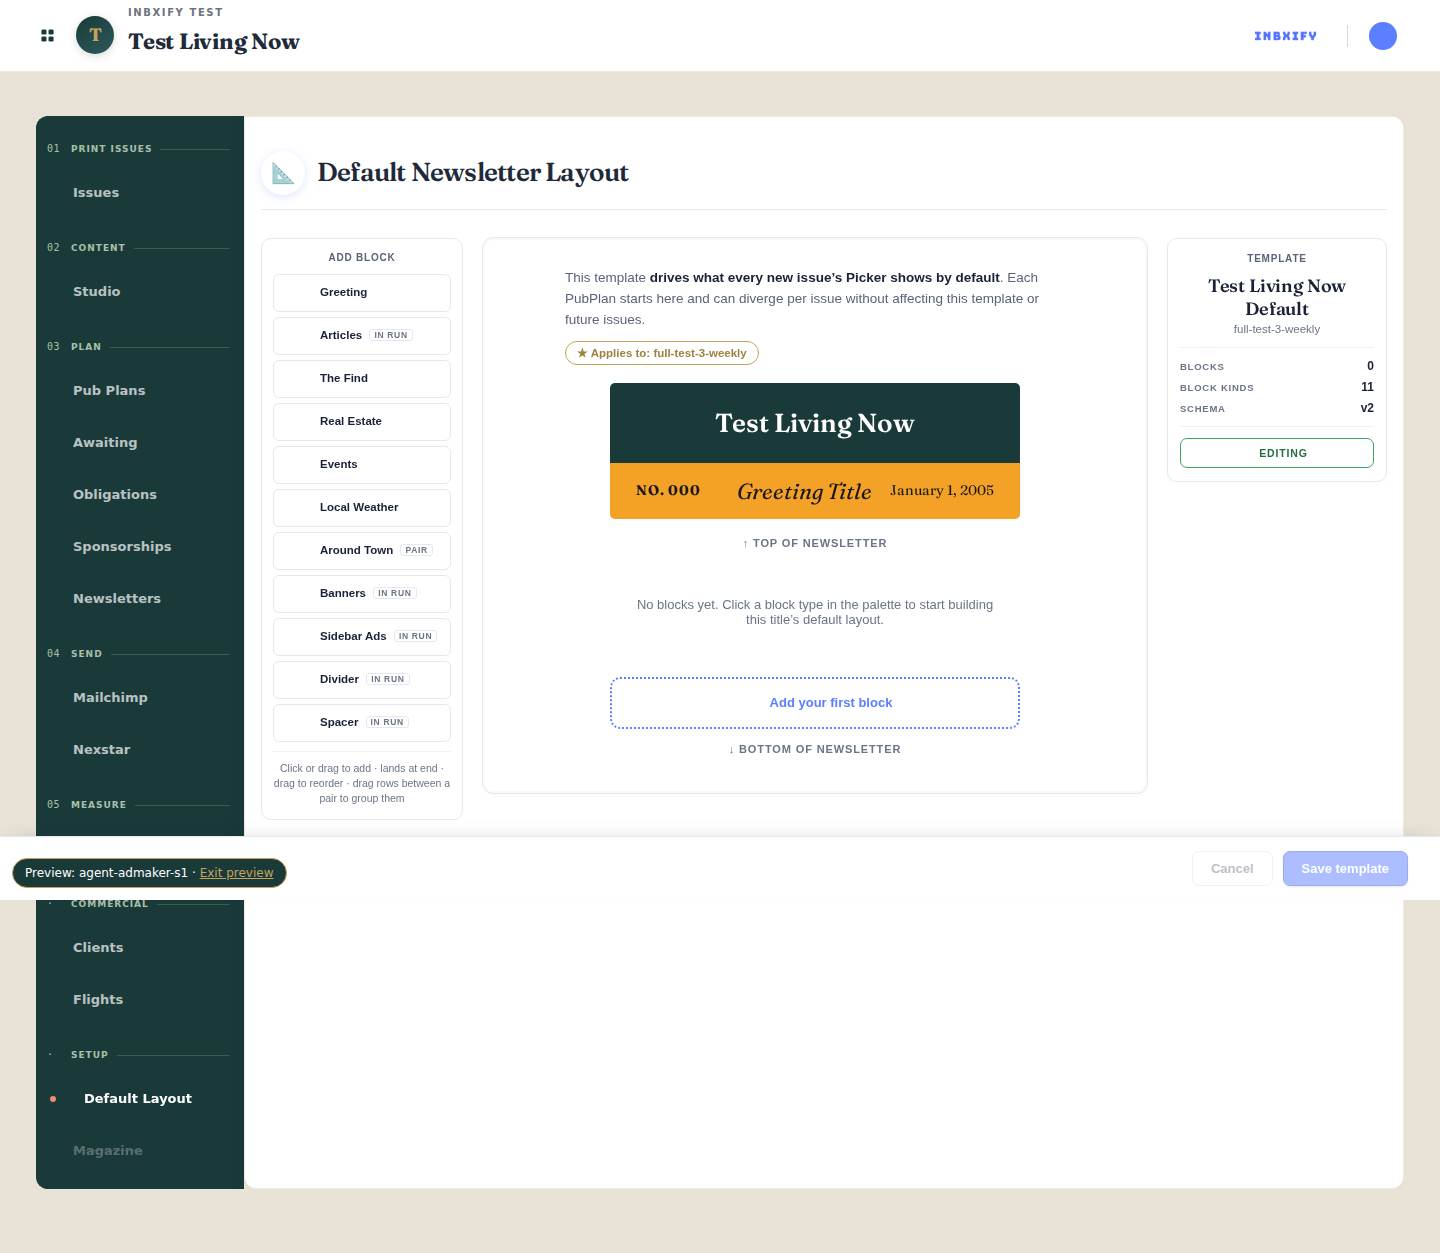 INBXIFY TEST
T
Test Living Now
INBXIFY
01 PRINT ISSUES
Issues
02 CONTENT
Studio
03 PLAN
Pub Plans
Awaiting
Obligations
Sponsorships
Newsletters
04 SEND
Mailchimp
Nexstar
05 MEASURE
Default Newsletter Layout
ADD BLOCK
Greeting
Articles IN RUN
The Find
Real Estate
Events
Local Weather
Around Town PAIR
Banners IN RUN
Sidebar Ads IN RUN
Divider IN RUN
Spacer IN RUN
Click or drag to add · lands at end ·
drag to reorder · drag rows between a
pair to group them
This template drives what every new issue’s Picker shows by default. Each
PubPlan starts here and can diverge per issue without affecting this template or
future issues.
★ Applies to: full-test-3-weekly
Test Living Now
NO. 000 Greeting Title January 1, 2005
↑ TOP OF NEWSLETTER
No blocks yet. Click a block type in the palette to start building
this title’s default layout.
Add your first block
↓ BOTTOM OF NEWSLETTER
TEMPLATE
Test Living Now
Default
full-test-3-weekly
BLOCKS 0
BLOCK KINDS 11
SCHEMA v2
EDITING
Preview: agent-admaker-s1 · Exit preview
Cancel
Save template
· COMMERCIAL
Clients
Flights
· SETUP
Default Layout
Magazine